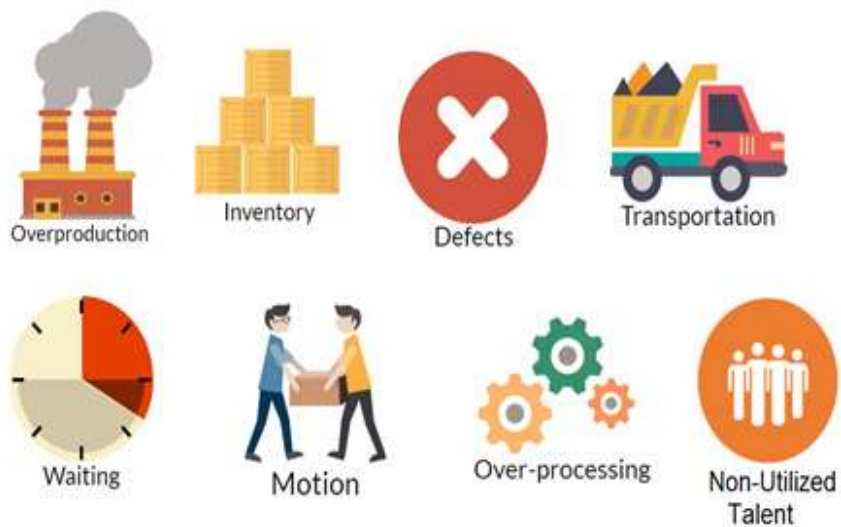 Overproduction
Inventory
Defects
Transportation
Waiting
Motion
Over-processing
Non-Utilized
Talent